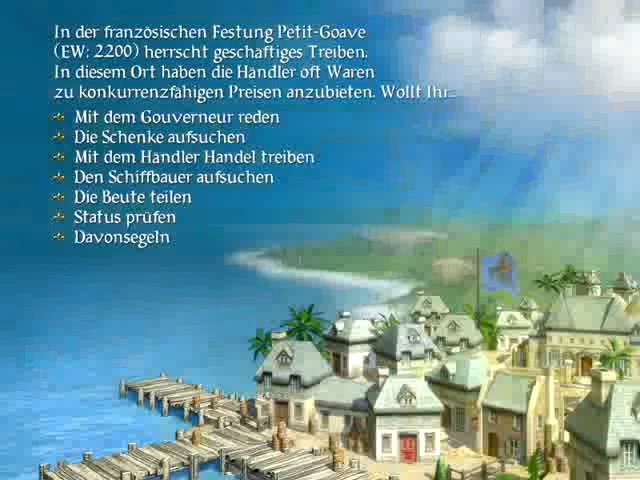 In der französischen Festung Petit-Goave
(EW: 2.200) herrscht geschäftiges Treiben.
In diesem Ort haben die Händler oft Waren
zu konkurrenzfähigen Preisen anzubieten. Wollt Ihr...
Mit dem Gouverneur reden
Die Schenke aufsuchen
Mit dem Händler Handel treiben
Den Schiffbauer aufsuchen
Die Beute teilen
Status prüfen
Davonsegeln